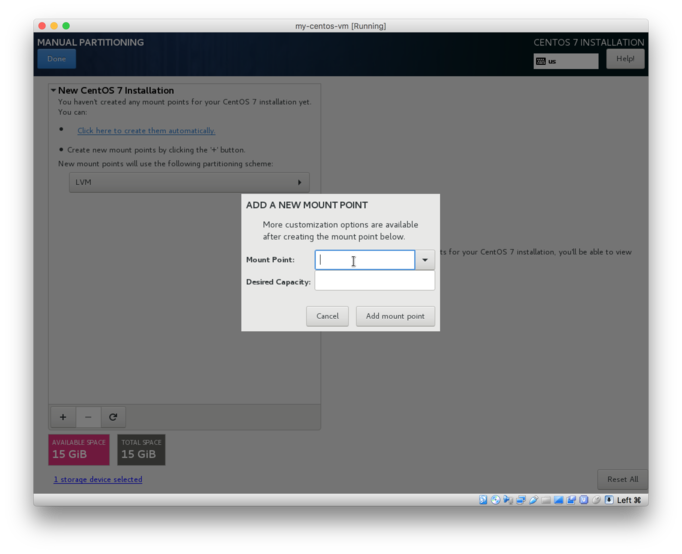 my-centos-vm [Running]
MANUAL PARTITIONING
CENTOS 7 INSTALLATION
Done
us
Help!
New CentOS 7 Installation
You haven't created any mount points for your CentOS 7 installation yet.
You can:
Click here to create them automatically.
Create new mount points by clicking the '+' button.
New mount points will use the following partitioning scheme:
LVM
ADD A NEW MOUNT POINT
More customization options are available
after creating the mount point below.
Mount Point:
ts for your CentOS 7 installation, you'll be able to view
Desired Capacity:
Cancel
Add mount point
+ −
AVAILABLE SPACE
15 GiB
TOTAL SPACE
15 GiB
1 storage device selected
Reset All
Left ⌘